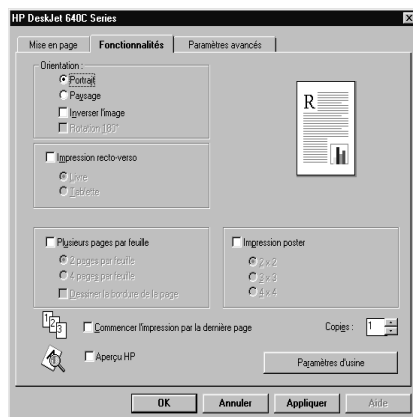 HP DeskJet 640C Series
Mise en page Fonctionnalités Paramètres avancés
Orientation :
Portrait
Paysage
Inverser l'image
Rotation 180°
R
Impression recto-verso
Livre
Tablette
Plusieurs pages par feuille
2 pages par feuille
4 pages par feuille
Dessiner la bordure de la page
Impression poster
2 x 2
3 x 3
4 x 4
1 2 3
Commencer l'impression par la dernière page
Copies : 1
Aperçu HP
Paramètres d'usine
OK Annuler Appliquer Aide